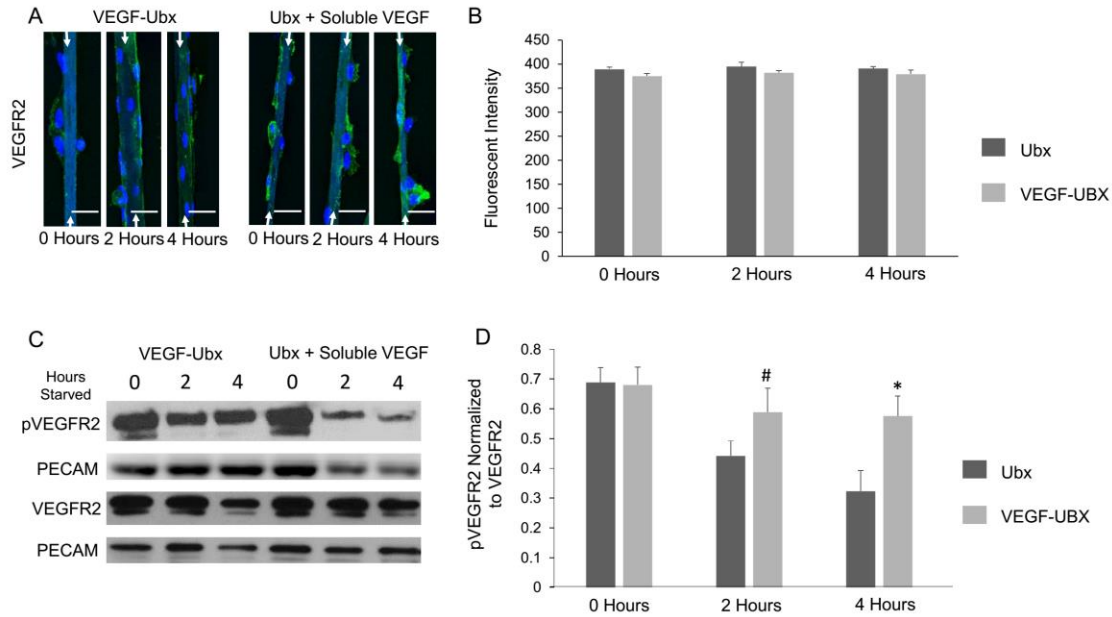 A
VEGF-Ubx
Ubx + Soluble VEGF
VEGFR2
0 Hours
2 Hours
4 Hours
0 Hours
2 Hours
4 Hours
B
Fluorescent Intensity
450
400
350
300
250
200
150
100
50
0
0 Hours
2 Hours
4 Hours
Ubx
VEGF-UBX
C
VEGF-Ubx
Ubx + Soluble VEGF
Hours
Starved
0 2 4 0 2 4
pVEGFR2
PECAM
VEGFR2
PECAM
D
pVEGFR2 Normalized
to VEGFR2
0.8
0.7
0.6
0.5
0.4
0.3
0.2
0.1
0
#
*
0 Hours
2 Hours
4 Hours
Ubx
VEGF-UBX